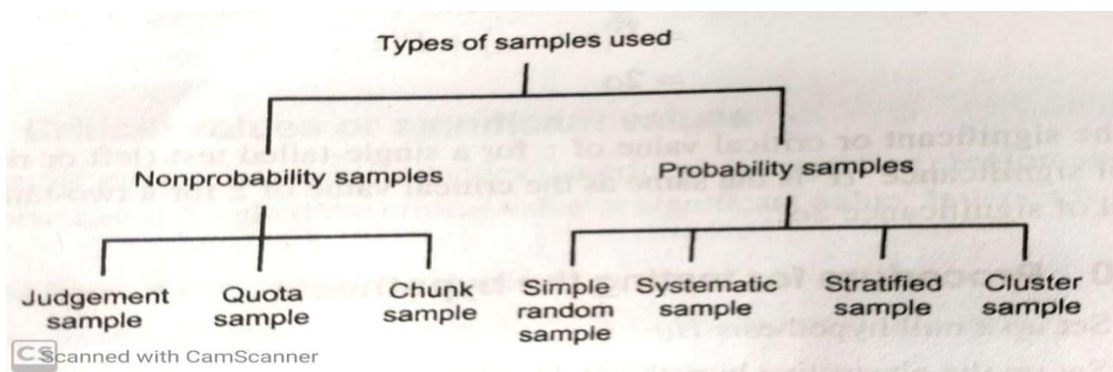 Types of samples used
Nonprobability samples
Probability samples
Judgement sample
Quota sample
Chunk sample
Simple random sample
Systematic sample
Stratified sample
Cluster sample
CS Scanned with CamScanner